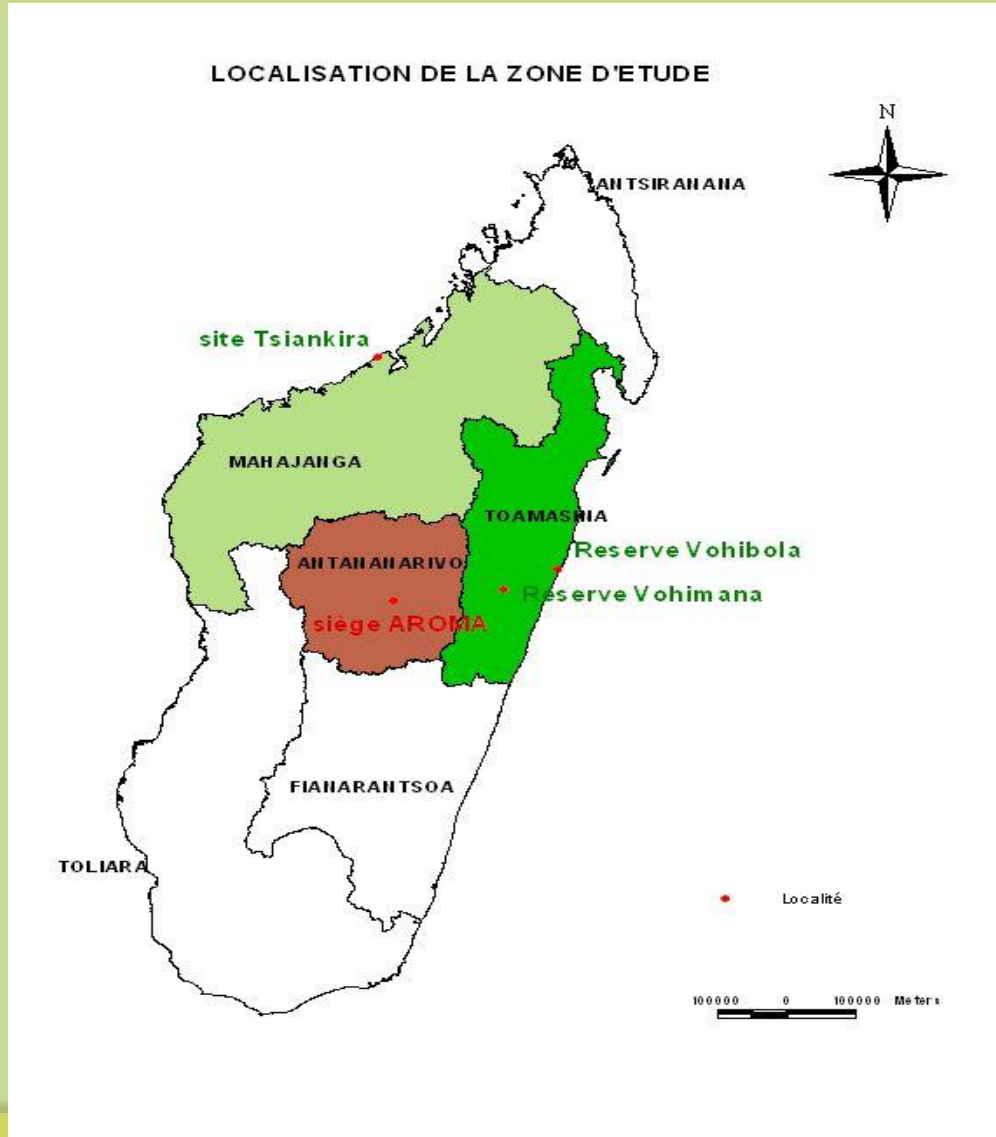 LOCALISATION DE LA ZONE D'ETUDE
N
ANTSIRANANA
site Tsiankira
MAHAJANGA
TOAMASINA
Reserve Vohibola
ANTANANARIVO
Reserve Vohimana
siège AROMA
FIANARANTSOA
TOLIARA
Localité
100000 0 100000 Meters